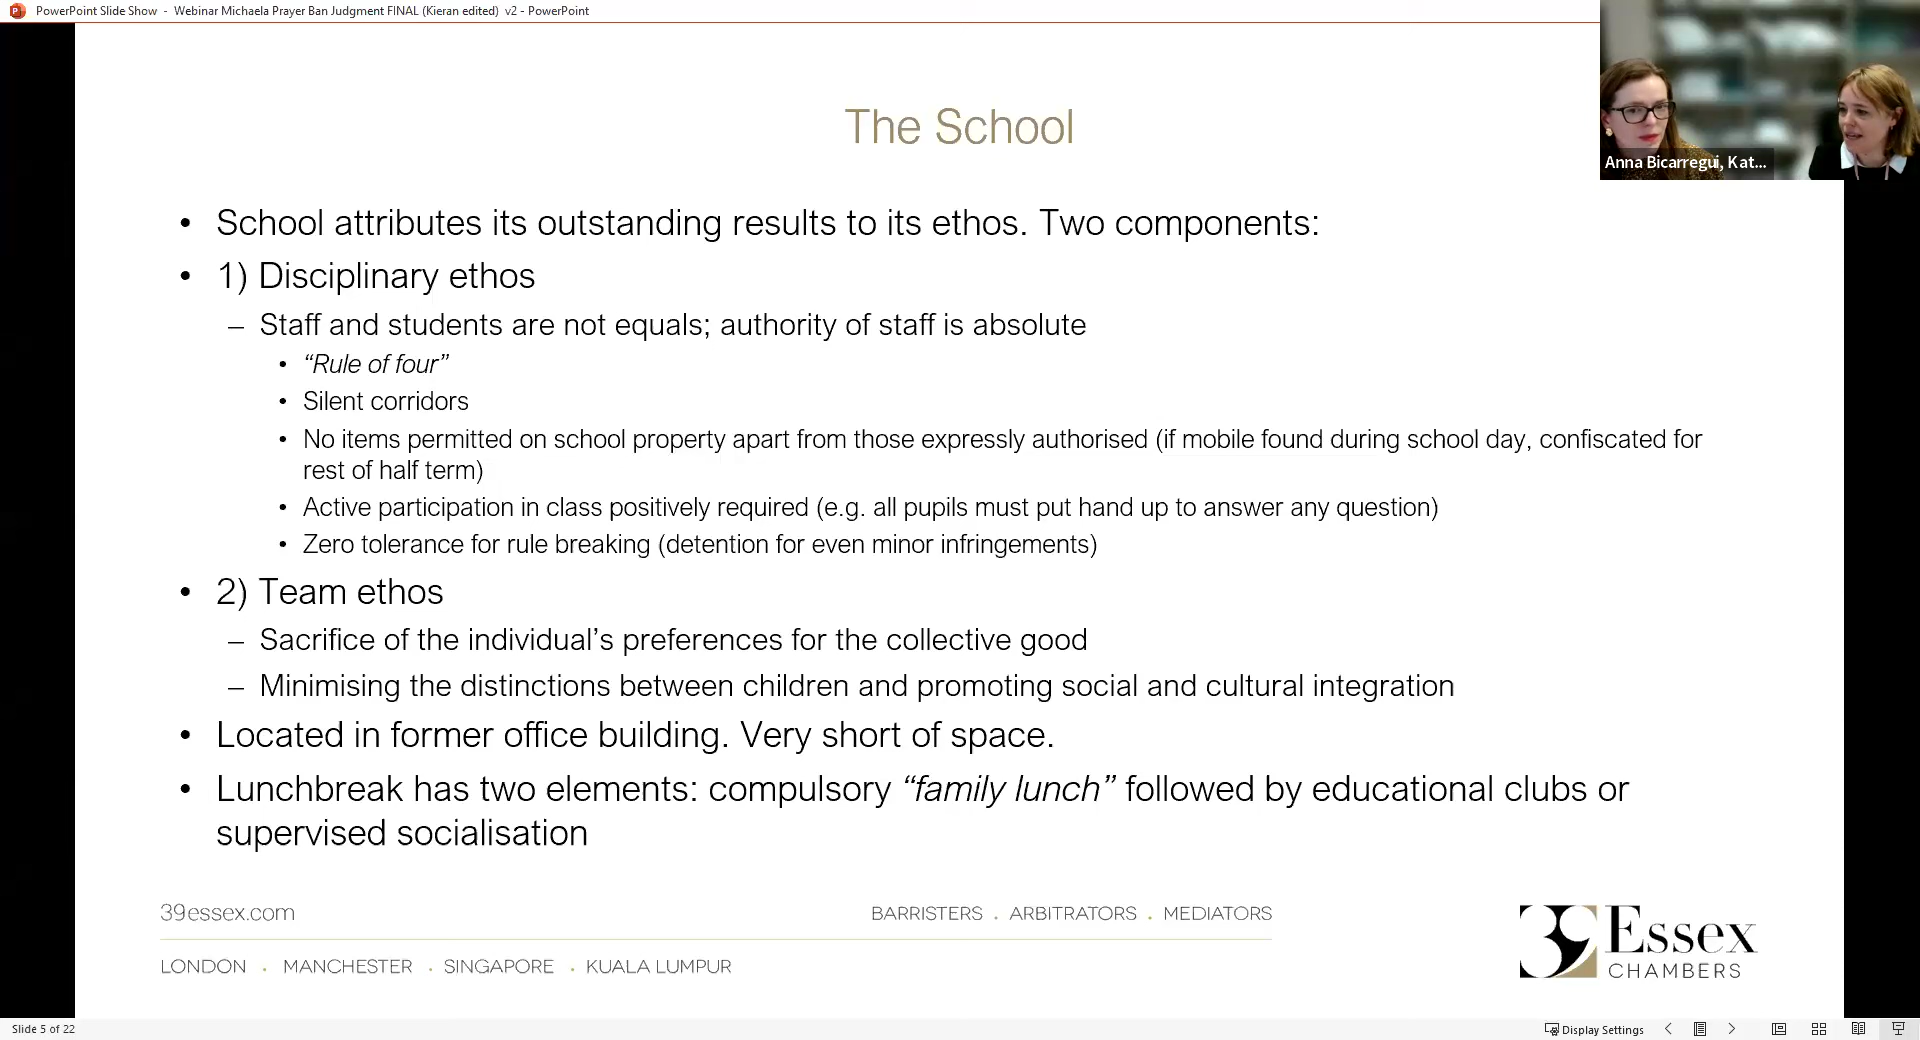 PowerPoint Slide Show - Webinar Michaela Prayer Ban Judgment FINAL (Kieran edited) v2 - PowerPoint
Anna Bicarregui, Kat...
The School
• School attributes its outstanding results to its ethos. Two components:
• 1) Disciplinary ethos
– Staff and students are not equals; authority of staff is absolute
• “Rule of four”
• Silent corridors
• No items permitted on school property apart from those expressly authorised (if mobile found during school day, confiscated for
rest of half term)
• Active participation in class positively required (e.g. all pupils must put hand up to answer any question)
• Zero tolerance for rule breaking (detention for even minor infringements)
• 2) Team ethos
– Sacrifice of the individual’s preferences for the collective good
– Minimising the distinctions between children and promoting social and cultural integration
• Located in former office building. Very short of space.
• Lunchbreak has two elements: compulsory “family lunch” followed by educational clubs or
supervised socialisation
39essex.com
BARRISTERS . ARBITRATORS . MEDIATORS
LONDON . MANCHESTER . SINGAPORE . KUALA LUMPUR
39 Essex
CHAMBERS
Slide 5 of 22
Display Settings